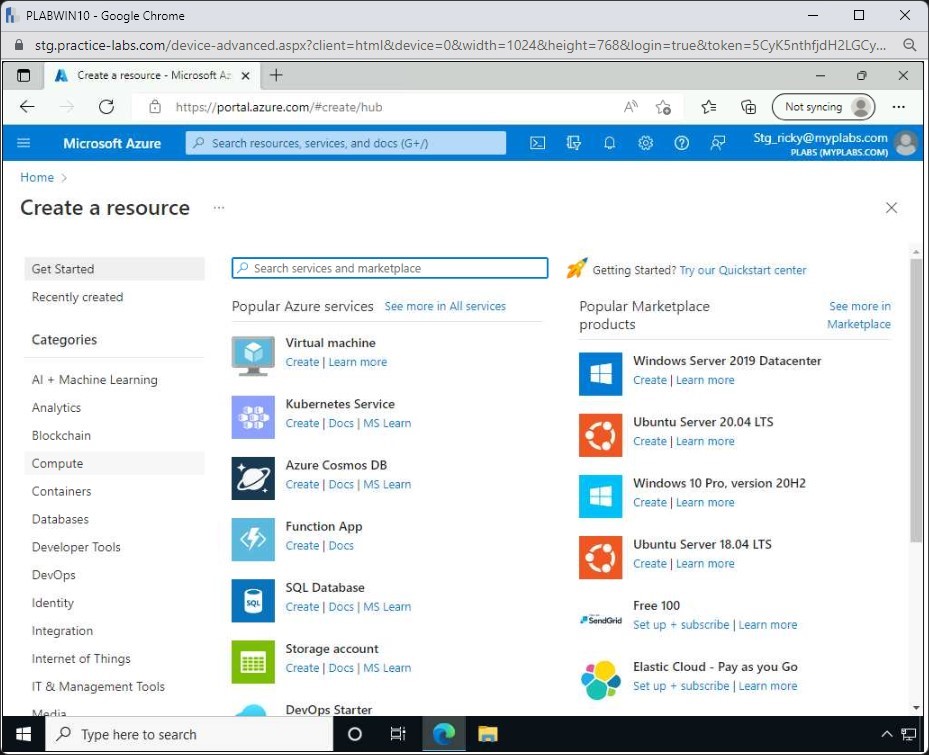 PLABWIN10 - Google Chrome
stg.practice-labs.com/device-advanced.aspx?client=html&device=0&width=1024&height=768&login=true&token=5CyK5nthfjdH2LGCy...
Create a resource - Microsoft Az
https://portal.azure.com/#create/hub
Not syncing
Microsoft Azure
Search resources, services, and docs (G+/)
Stg_ricky@myplabs.com
PLABS (MYPLABS.COM)
Home >
Create a resource ...
Get Started
Recently created
Categories
AI + Machine Learning
Analytics
Blockchain
Compute
Containers
Databases
Developer Tools
DevOps
Identity
Integration
Internet of Things
IT & Management Tools
Media
Search services and marketplace
Popular Azure services See more in All services
Virtual machine
Create | Learn more
Kubernetes Service
Create | Docs | MS Learn
Azure Cosmos DB
Create | Docs | MS Learn
Function App
Create | Docs
SQL
SQL Database
Create | Docs | MS Learn
Storage account
Create | Docs | MS Learn
DevOps Starter
Getting Started? Try our Quickstart center
Popular Marketplace
products
See more in
Marketplace
Windows Server 2019 Datacenter
Create | Learn more
Ubuntu Server 20.04 LTS
Create | Learn more
Windows 10 Pro, version 20H2
Create | Learn more
Ubuntu Server 18.04 LTS
Create | Learn more
SendGrid
Free 100
Set up + subscribe | Learn more
Elastic Cloud - Pay as you Go
Set up + subscribe | Learn more
Type here to search